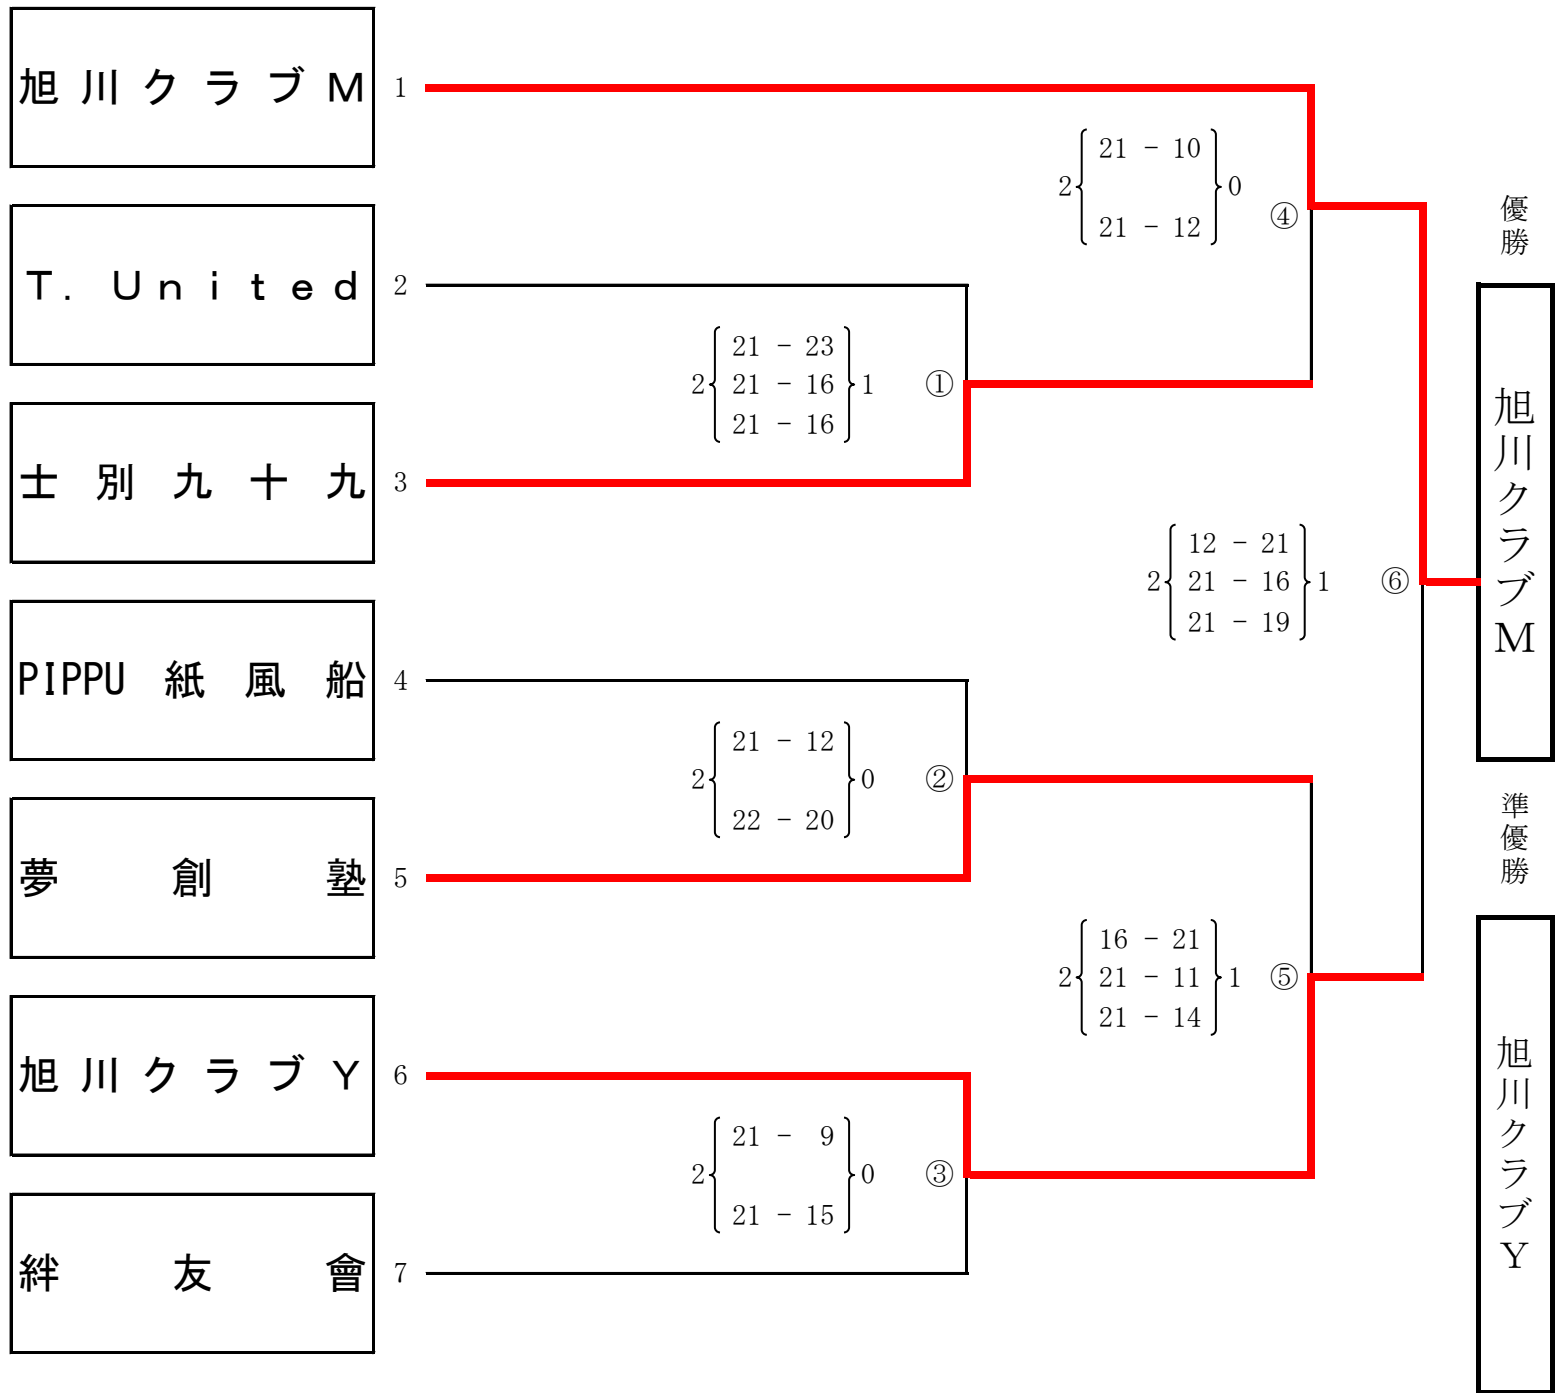 旭川クラブM 1
2 21 - 10 0
21 - 12
④
優勝
T. United 2
2 21 - 23 1
21 - 16
21 - 16
①
士別九十九 3
旭川クラブM
2 12 - 21 1
21 - 16
21 - 19
⑥
PIPPU 紙風船 4
2 21 - 12 0
22 - 20
②
準優勝
夢創塾 5
2 16 - 21 1
21 - 11
21 - 14
⑤
旭川クラブY
旭川クラブY 6
2 21 - 9 0
21 - 15
③
絆友會 7